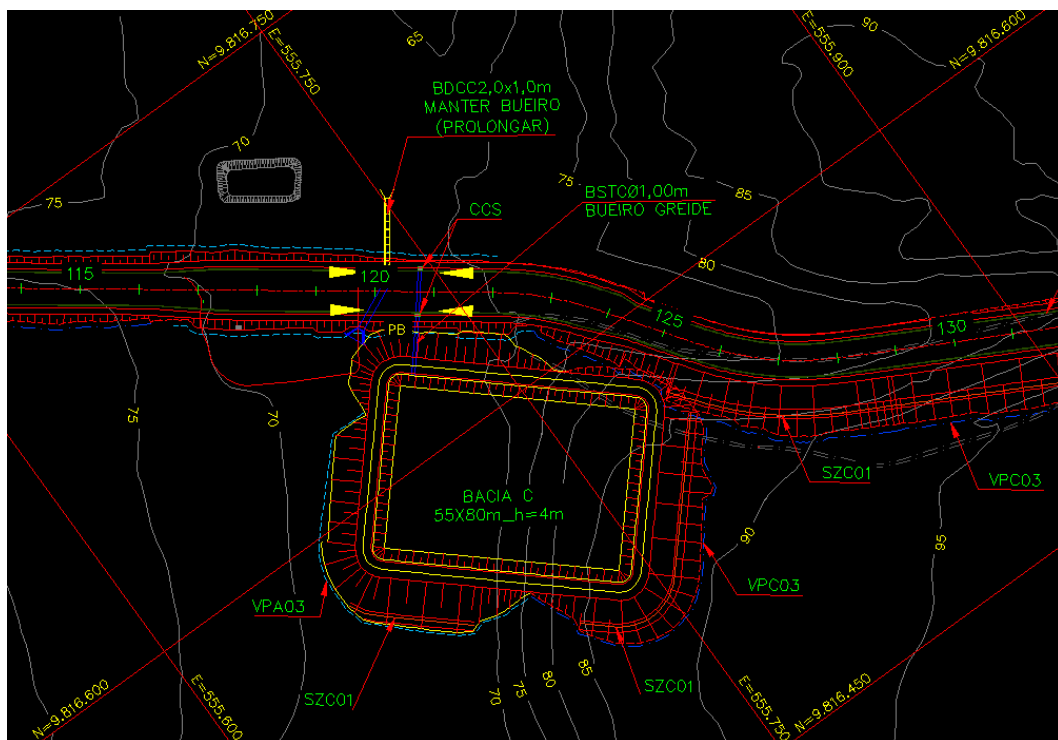 N=9.816.750
E=555.750
65
E=555.900
90
N=9.816.600
BDCC2,0x1,0m
MANTER BUEIRO
(PROLONGAR)
70
75
75
85
BSTCØ1,00m
BUEIRO GREIDE
CCS
80
115
120
125
130
PB
75
70
BACIA C
55X80m_h=4m
SZC01
VPC03
90
95
VPC03
VPA03
SZC01
SZC01
85
80
75
70
N=9.816.600
E=555.600
E=555.750
N=9.816.450